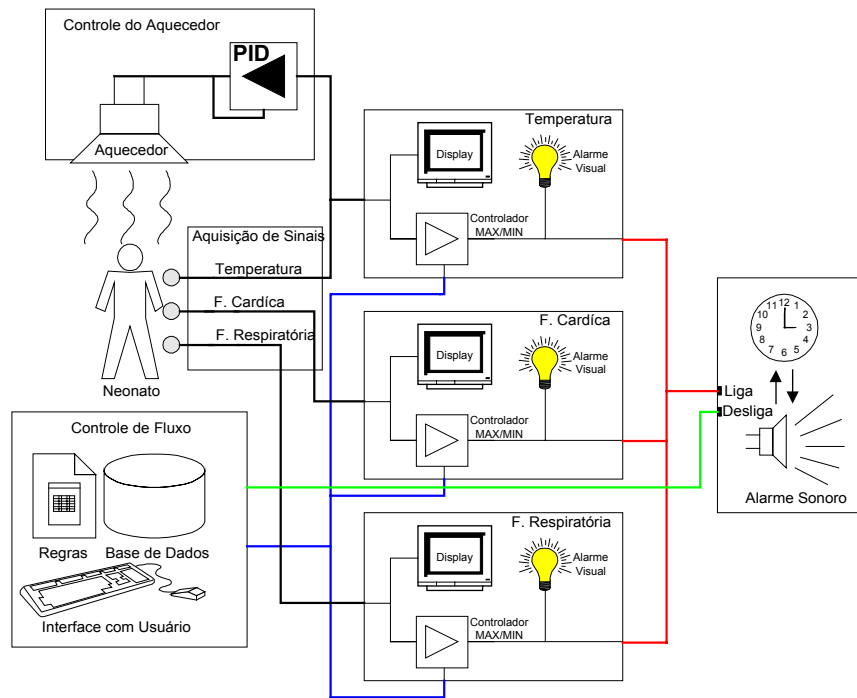 Controle do Aquecedor
PID
Aquecedor
Aquisição de Sinais
Temperatura
F. Cardíca
F. Respiratória
Neonato
Temperatura
Display
Alarme
Visual
Controlador
MAX/MIN
F. Cardíca
Display
Alarme
Visual
Controlador
MAX/MIN
F. Respiratória
Display
Alarme
Visual
Controlador
MAX/MIN
Controle de Fluxo
Regras
Base de Dados
Interface com Usuário
12
1
2
3
4
5
6
7
8
9
10
11
Liga
Desliga
Alarme Sonoro